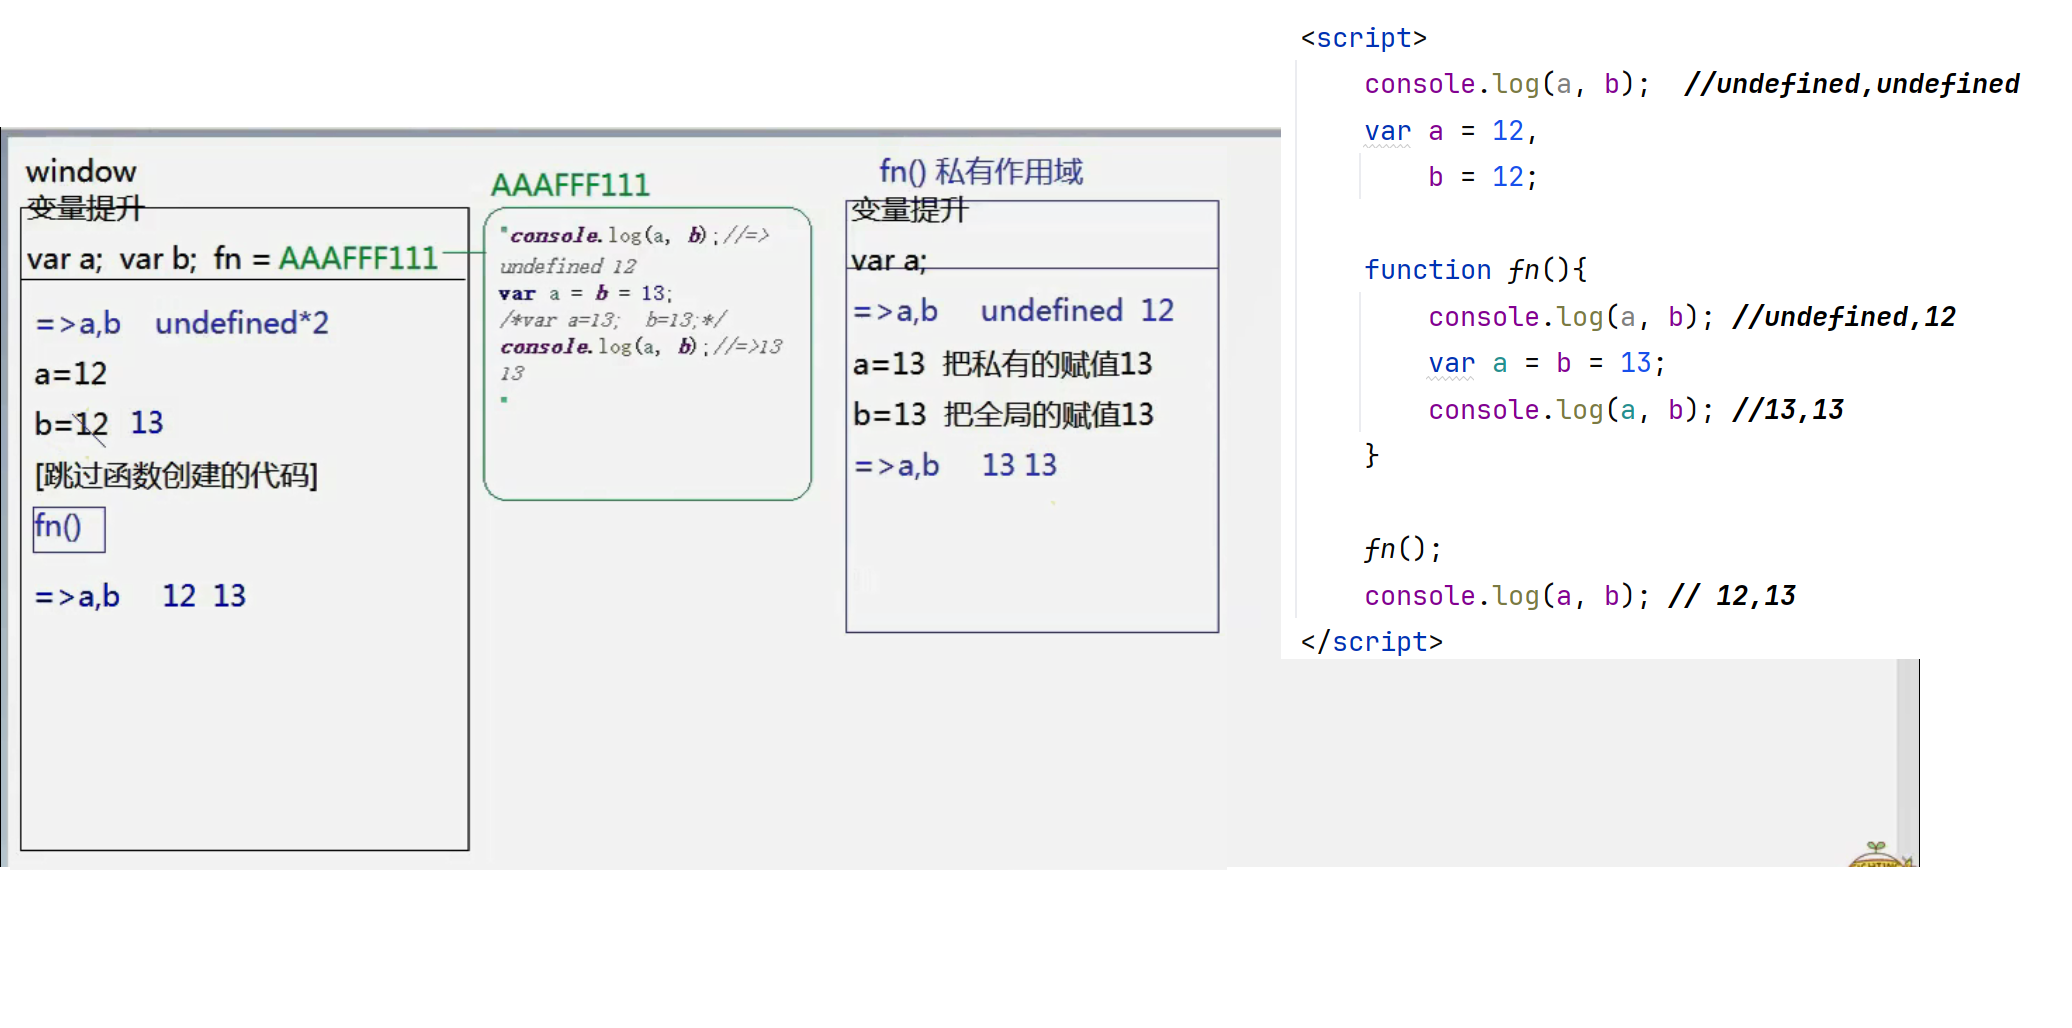 window
变量提升
var a;  var b;  fn = AAAFFF111
=>a,b    undefined*2
a=12
b=12  13
[跳过函数创建的代码]
fn()
=>a,b    12  13
AAAFFF111
"console.log(a, b);//=>
undefined 12
var a = b = 13;
/*var a=13;  b=13;*/
console.log(a, b);//=>13
13
"
fn() 私有作用域
变量提升
var a;
=>a,b    undefined  12
a=13  把私有的赋值13
b=13  把全局的赋值13
=>a,b    13 13
<script>
    console.log(a, b);  //undefined,undefined
    var a = 12,
        b = 12;
    function fn(){
        console.log(a, b); //undefined,12
        var a = b = 13;
        console.log(a, b); //13,13
    }
    fn();
    console.log(a, b); // 12,13
</script>